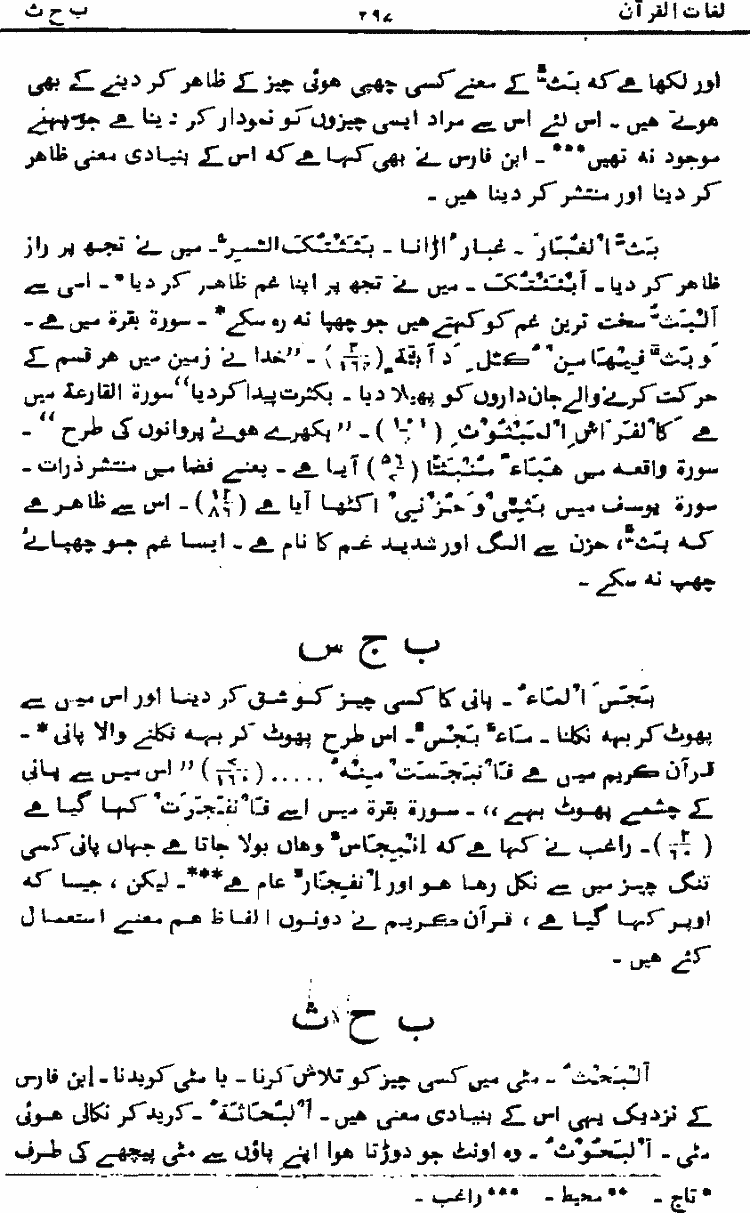 لغات القرآن ۲۹۷ ب ح ث
اور لکھا ہے کہ بَثٌّ کے معنے کسی چھپی ہوئی چیز کے ظاہر کر دینے کے بھی
ہوتے ہیں ۔ اس لئے اس سے مراد ایسی چیزوں کو نمودار کر دینا ہے جو پہلے
موجود نہ تھیں*** ۔ ابن فارس نے بھی کہا ہے کہ اس کے بنیادی معنی ظاہر
کر دینا اور منتشر کر دینا ہیں ۔
بَثَّ الْغُبَارَ ۔ غبار اُڑانا ۔ بَثَثْتُکَ السِّرَّ ۔ میں نے تجھ پر راز
ظاہر کر دیا ۔ اَبْثَثْتُکَ ۔ میں نے تجھ پر اپنا غم ظاہر کر دیا* ۔ اسی سے
اَلْبَثُّ سخت ترین غم کو کہتے ہیں جو چھپا نہ رہ سکے* ۔ سورۃ بقرۃ میں ہے ۔
وَ بَثَّ فِیْھَا مِنْ کُلِّ دَآبَّۃٍ (۲/۱۶۴) ۔ ”خدا نے زمین میں ہر قسم کے
حرکت کرنے والے جان داروں کو پھیلا دیا ۔ بکثرت پیدا کر دیا“ سورۃ القارعۃ میں
ہے کَالْفَرَاشِ الْمَبْثُوْثِ (۱۰۱/۴) ۔ ”بکھرے ہوئے پروانوں کی طرح“ ۔
سورۃ واقعہ میں ھَبَاءً مُّنْبَثًّا (۵۶/۶) آیا ہے ۔ یعنے فضا میں منتشر ذرات ۔
سورۃ یوسف میں بَثِّیْ وَ حُزْنِیْ اکٹھا آیا ہے (۱۲/۸۶) ۔ اس سے ظاہر ہے
کہ بَثٌّ، حزن سے الگ اور شدید غم کا نام ہے ۔ ایسا غم جو چھپائے
چھپ نہ سکے ۔
ب ج س
بَجَسَ الْمَاءُ ۔ پانی کا کسی چیز کو شق کر دینا اور اس میں سے
پھوٹ کر بہہ نکلنا ۔ مَاءٌ بَجْسٌ ۔ اس طرح پھوٹ کر بہہ نکلنے والا پانی* ۔
قرآن کریم میں ہے فَانْبَجَسَتْ مِنْہُ ..... (۷/۱۶۰) ”اس میں سے پانی
کے چشمے پھوٹ بہے“ ۔ سورۃ بقرۃ میں اسے فَانْفَجَرَتْ کہا گیا ہے
(۲/۶۰) ۔ راغب نے کہا ہے کہ اِنْبِجَاسٌ وھاں بولا جاتا ہے جہاں پانی کسی
تنگ چیز میں سے نکل رہا ہو اور اِنْفِجَارٌ عام ہے*** ۔ لیکن ، جیسا کہ
اوپر کہا گیا ہے ، قرآن کریم نے دونوں الفاظ ہم معنے استعمال
کئے ہیں ۔
ب ح ث
اَلْبَحْثُ ۔ مٹی میں کسی چیز کو تلاش کرنا ۔ یا مٹی کریدنا ۔ ابن فارس
کے نزدیک یہی اس کے بنیادی معنی ہیں ۔ اَلْبُحَاثَۃُ ۔ کرید کر نکالی ہوئی
مٹی ۔ اَلْبَحُوْثُ ۔ وہ اونٹ جو دوڑتا ہوا اپنے پاؤں سے مٹی پیچھے کی طرف
* تاج ۔ ** محیط ۔ *** راغب ۔